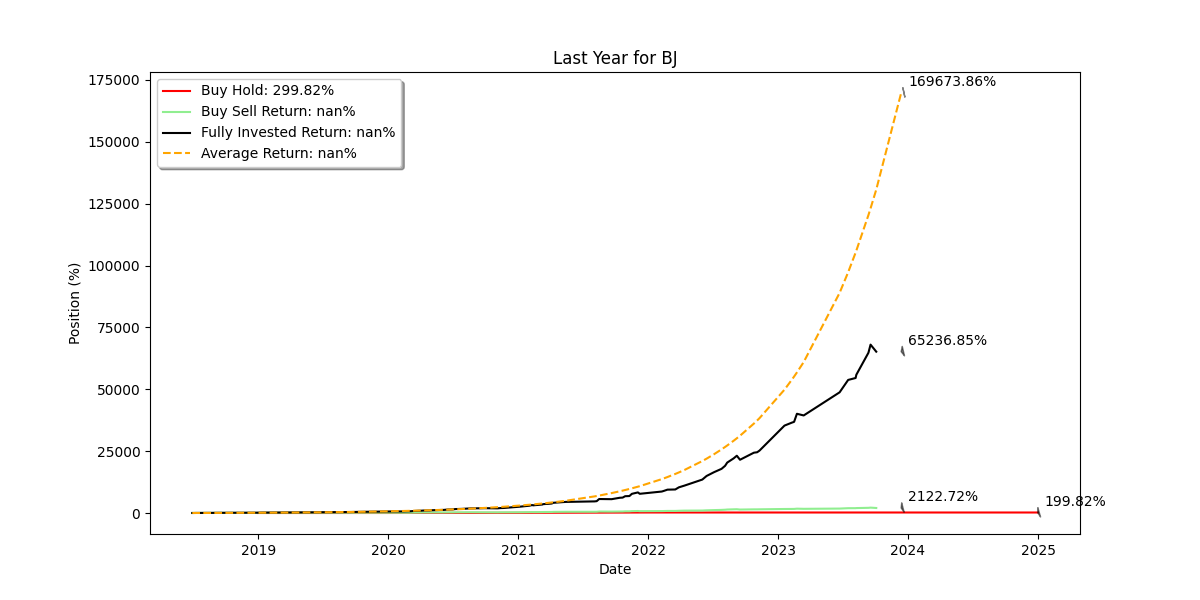 Last Year for BJ
Buy Hold: 299.82%
Buy Sell Return: nan%
Fully Invested Return: nan%
Average Return: nan%
169673.86%
65236.85%
2122.72%
199.82%
175000
150000
125000
100000
75000
50000
25000
0
Position (%)
2019 2020 2021 2022 2023 2024 2025
Date